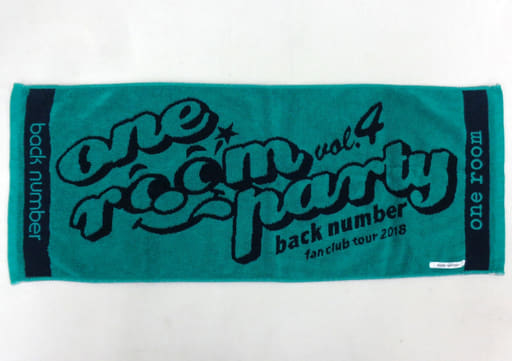 back number
one
room
vol.4
party
back number
fan club tour 2018
one room